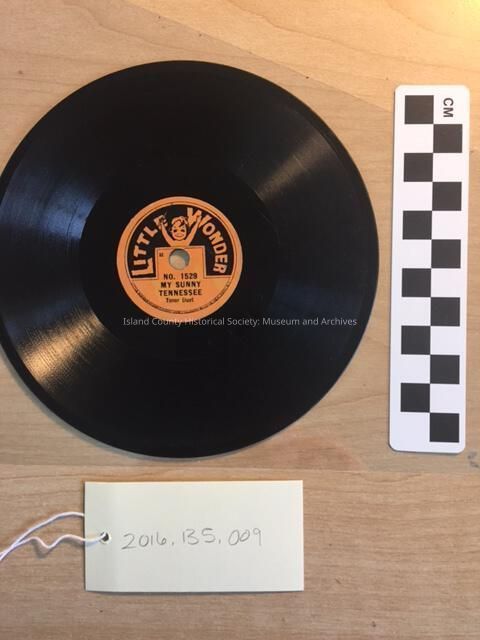 LITTLE WONDER
NO. 1529
MY SUNNY
TENNESSEE
Tenor Duet
Island County Historical Society: Museum and Archives
CM
2016.135.009